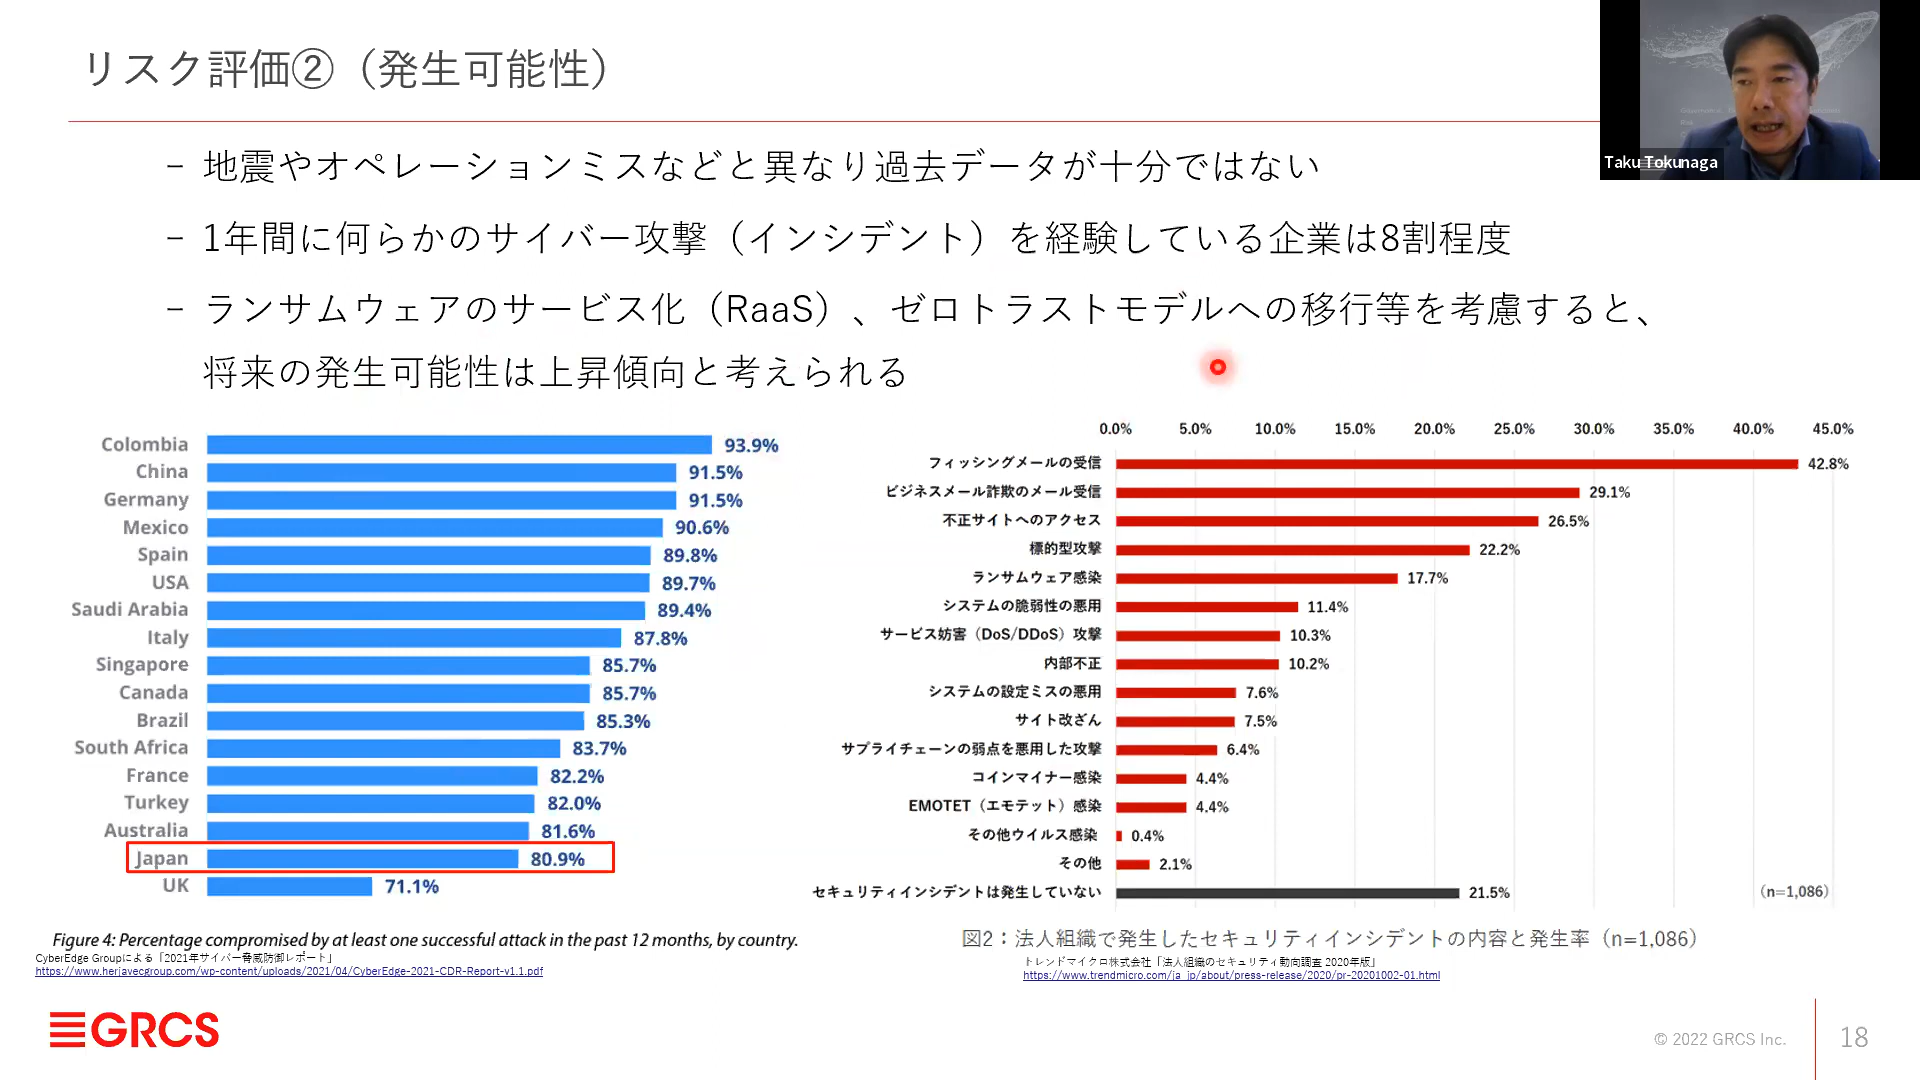 リスク評価②（発生可能性）
Taku Tokunaga
− 地震やオペレーションミスなどと異なり過去データが十分ではない
− 1年間に何らかのサイバー攻撃（インシデント）を経験している企業は8割程度
− ランサムウェアのサービス化（RaaS）、ゼロトラストモデルへの移行等を考慮すると、
将来の発生可能性は上昇傾向と考えられる
Colombia 93.9%
China 91.5%
Germany 91.5%
Mexico 90.6%
Spain 89.8%
USA 89.7%
Saudi Arabia 89.4%
Italy 87.8%
Singapore 85.7%
Canada 85.7%
Brazil 85.3%
South Africa 83.7%
France 82.2%
Turkey 82.0%
Australia 81.6%
Japan 80.9%
UK 71.1%
Figure 4: Percentage compromised by at least one successful attack in the past 12 months, by country.
CyberEdge Groupによる「2021年サイバー脅威防御レポート」
https://www.herjavecgroup.com/wp-content/uploads/2021/04/CyberEdge-2021-CDR-Report-v1.1.pdf
0.0% 5.0% 10.0% 15.0% 20.0% 25.0% 30.0% 35.0% 40.0% 45.0%
フィッシングメールの受信 42.8%
ビジネスメール詐欺のメール受信 29.1%
不正サイトへのアクセス 26.5%
標的型攻撃 22.2%
ランサムウェア感染 17.7%
システムの脆弱性の悪用 11.4%
サービス妨害（DoS/DDoS）攻撃 10.3%
内部不正 10.2%
システムの設定ミスの悪用 7.6%
サイト改ざん 7.5%
サプライチェーンの弱点を悪用した攻撃 6.4%
コインマイナー感染 4.4%
EMOTET（エモテット）感染 4.4%
その他ウイルス感染 0.4%
その他 2.1%
セキュリティインシデントは発生していない 21.5%
（n=1,086）
図2：法人組織で発生したセキュリティインシデントの内容と発生率（n=1,086）
トレンドマイクロ株式会社「法人組織のセキュリティ動向調査 2020年版」
https://www.trendmicro.com/ja_jp/about/press-release/2020/pr-20201002-01.html
GRCS
© 2022 GRCS Inc.
18